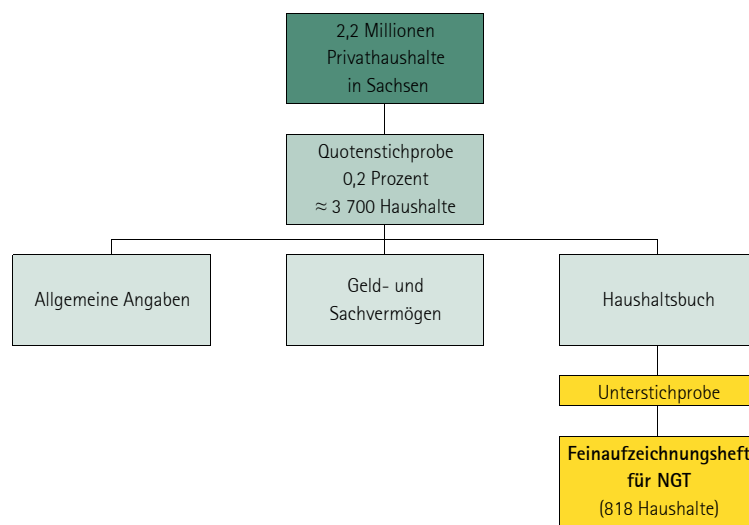 2,2 Millionen
Privathaushalte
in Sachsen
Quotenstichprobe
0,2 Prozent
≈ 3 700 Haushalte
Allgemeine Angaben
Geld- und
Sachvermögen
Haushaltsbuch
Unterstichprobe
Feinaufzeichnungsheft
für NGT
(818 Haushalte)